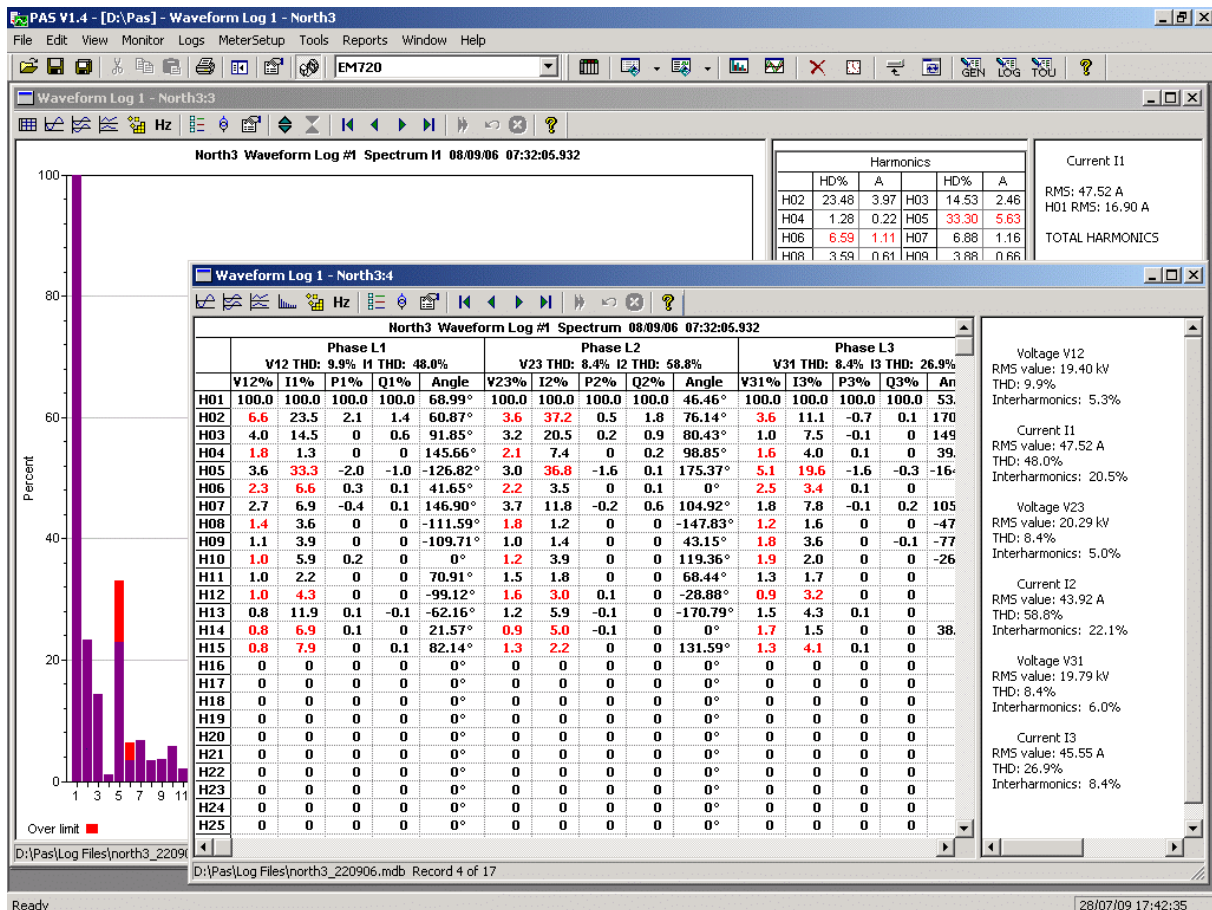 PAS V1.4 - [D:\Pas] - Waveform Log 1 - North3
File Edit View Monitor Logs MeterSetup Tools Reports Window Help
EM720
GEN LOG TOU
Waveform Log 1 - North3:3
Hz
North3 Waveform Log #1 Spectrum I1 08/09/06 07:32:05.932
100
80
60
40
20
0
Percent
1 3 5 7 9 11
Over limit
Harmonics
HD% A HD% A
H02 23.48 3.97 H03 14.53 2.46
H04 1.28 0.22 H05 33.30 5.63
H06 6.59 1.11 H07 6.88 1.16
H08 3.59 0.61 H09 3.88 0.66
Current I1
RMS: 47.52 A
H01 RMS: 16.90 A
TOTAL HARMONICS
D:\Pas\Log Files\north3_22090
Waveform Log 1 - North3:4
Hz
North3 Waveform Log #1 Spectrum 08/09/06 07:32:05.932
Phase L1 Phase L2 Phase L3
V12 THD: 9.9% I1 THD: 48.0% V23 THD: 8.4% I2 THD: 58.8% V31 THD: 8.4% I3 THD: 26.9%
V12% I1% P1% Q1% Angle V23% I2% P2% Q2% Angle V31% I3% P3% Q3% An
H01 100.0 100.0 100.0 100.0 68.99° 100.0 100.0 100.0 100.0 46.46° 100.0 100.0 100.0 100.0 53.
H02 6.6 23.5 2.1 1.4 60.87° 3.6 37.2 0.5 1.8 76.14° 3.6 11.1 -0.7 0.1 170
H03 4.0 14.5 0 0.6 91.85° 3.2 20.5 0.2 0.9 80.43° 1.0 7.5 -0.1 0 149
H04 1.8 1.3 0 0 145.66° 2.1 7.4 0 0.2 98.85° 1.6 4.0 0.1 0 39.
H05 3.6 33.3 -2.0 -1.0 -126.82° 3.0 36.8 -1.6 0.1 175.37° 5.1 19.6 -1.6 -0.3 -164
H06 2.3 6.6 0.3 0.1 41.65° 2.2 3.5 0 0.1 0° 2.5 3.4 0.1 0
H07 2.7 6.9 -0.4 0.1 146.90° 3.7 11.8 -0.2 0.6 104.92° 1.8 7.8 -0.1 0.2 105
H08 1.4 3.6 0 0 -111.59° 1.8 1.2 0 0 -147.83° 1.2 1.6 0 0 -47
H09 1.1 3.9 0 0 -109.71° 1.0 1.4 0 0 43.15° 1.8 3.6 0 -0.1 -77
H10 1.0 5.9 0.2 0 0° 1.2 3.9 0 0 119.36° 1.9 2.0 0 0 -26
H11 1.0 2.2 0 0 70.91° 1.5 1.8 0 0 68.44° 1.3 1.7 0 0
H12 1.0 4.3 0 0 -99.12° 1.6 3.0 0.1 0 -28.88° 0.9 3.2 0 0
H13 0.8 11.9 0.1 -0.1 -62.16° 1.2 5.9 -0.1 0 -170.79° 1.5 4.3 0.1 0
H14 0.8 6.9 0.1 0 21.57° 0.9 5.0 -0.1 0 0° 1.7 1.5 0 0 38.
H15 0.8 7.9 0 0.1 82.14° 1.3 2.2 0 0 131.59° 1.3 4.1 0.1 0
H16 0 0 0 0 0° 0 0 0 0 0° 0 0 0 0
H17 0 0 0 0 0° 0 0 0 0 0° 0 0 0 0
H18 0 0 0 0 0° 0 0 0 0 0° 0 0 0 0
H19 0 0 0 0 0° 0 0 0 0 0° 0 0 0 0
H20 0 0 0 0 0° 0 0 0 0 0° 0 0 0 0
H21 0 0 0 0 0° 0 0 0 0 0° 0 0 0 0
H22 0 0 0 0 0° 0 0 0 0 0° 0 0 0 0
H23 0 0 0 0 0° 0 0 0 0 0° 0 0 0 0
H24 0 0 0 0 0° 0 0 0 0 0° 0 0 0 0
H25 0 0 0 0 0° 0 0 0 0 0° 0 0 0 0
Voltage V12
RMS value: 19.40 kV
THD: 9.9%
Interharmonics: 5.3%
Current I1
RMS value: 47.52 A
THD: 48.0%
Interharmonics: 20.5%
Voltage V23
RMS value: 20.29 kV
THD: 8.4%
Interharmonics: 5.0%
Current I2
RMS value: 43.92 A
THD: 58.8%
Interharmonics: 22.1%
Voltage V31
RMS value: 19.79 kV
THD: 8.4%
Interharmonics: 6.0%
Current I3
RMS value: 45.55 A
THD: 26.9%
Interharmonics: 8.4%
D:\Pas\Log Files\north3_220906.mdb Record 4 of 17
Ready
28/07/09 17:42:35